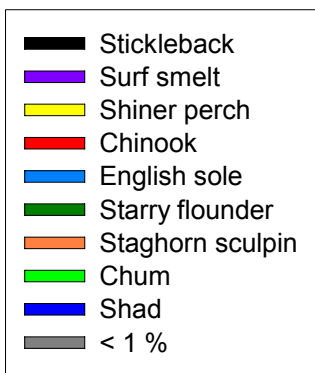 Stickleback
Surf smelt
Shiner perch
Chinook
English sole
Starry flounder
Staghorn sculpin
Chum
Shad
< 1 %